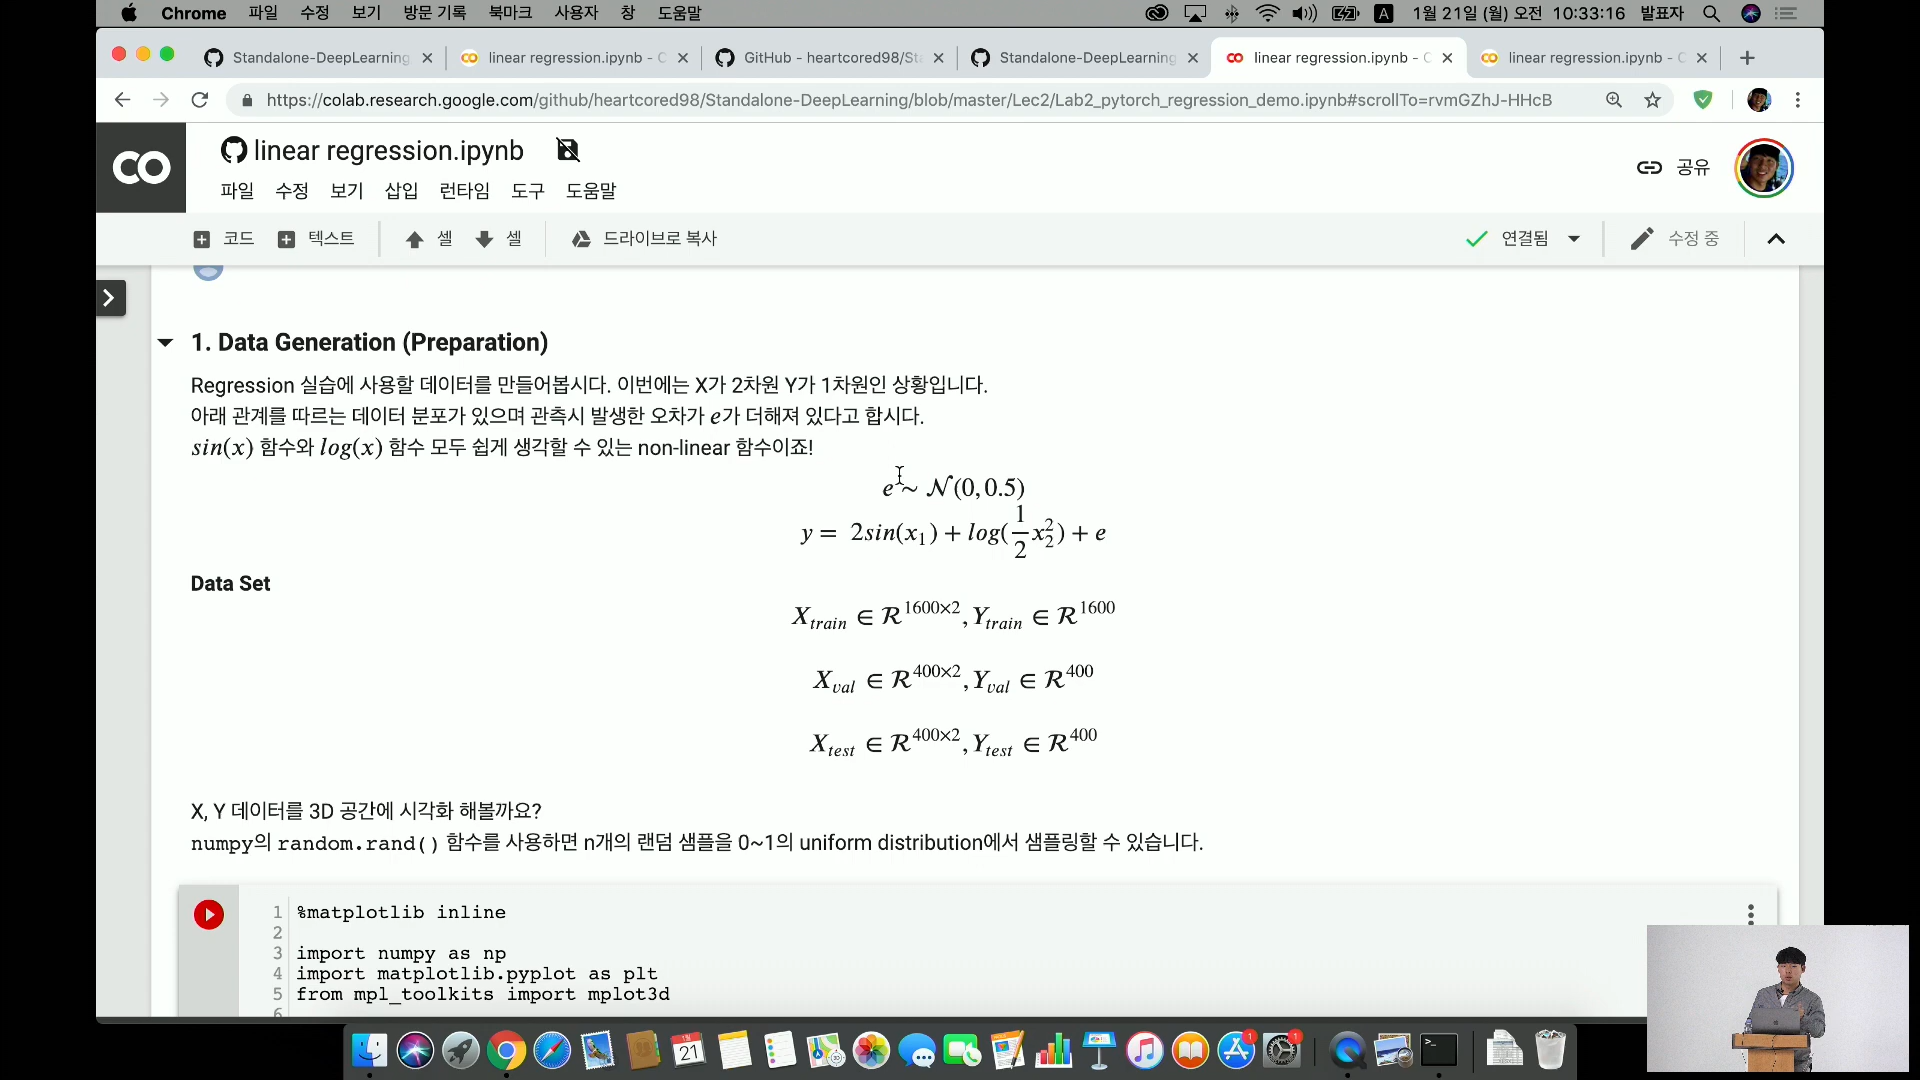 Chrome 파일 수정 보기 방문 기록 북마크 사용자 창 도움말 A 1월 21일 (월) 오전 10:33:16 발표자
Standalone-DeepLearning linear regression.ipynb - C GitHub - heartcored98/Sta Standalone-DeepLearning linear regression.ipynb - C linear regression.ipynb - C
https://colab.research.google.com/github/heartcored98/Standalone-DeepLearning/blob/master/Lec2/Lab2_pytorch_regression_demo.ipynb#scrollTo=rvmGZhJ-HHcB
CO linear regression.ipynb
공유
파일 수정 보기 삽입 런타임 도구 도움말
코드 텍스트 셀 셀 드라이브로 복사 연결됨 수정 중
1. Data Generation (Preparation)
Regression 실습에 사용할 데이터를 만들어봅시다. 이번에는 X가 2차원 Y가 1차원인 상황입니다.
아래 관계를 따르는 데이터 분포가 있으며 관측시 발생한 오차가 e가 더해져 있다고 합시다.
sin(x) 함수와 log(x) 함수 모두 쉽게 생각할 수 있는 non-linear 함수이죠!
e ~ 𝒩(0, 0.5)
y = 2sin(x₁) + log(½x₂²) + e
Data Set
X_train ∈ ℛ^1600×2, Y_train ∈ ℛ^1600
X_val ∈ ℛ^400×2, Y_val ∈ ℛ^400
X_test ∈ ℛ^400×2, Y_test ∈ ℛ^400
X, Y 데이터를 3D 공간에 시각화 해볼까요?
numpy의 random.rand() 함수를 사용하면 n개의 랜덤 샘플을 0~1의 uniform distribution에서 샘플링할 수 있습니다.
1 %matplotlib inline
2
3 import numpy as np
4 import matplotlib.pyplot as plt
5 from mpl_toolkits import mplot3d
6
21 1 1